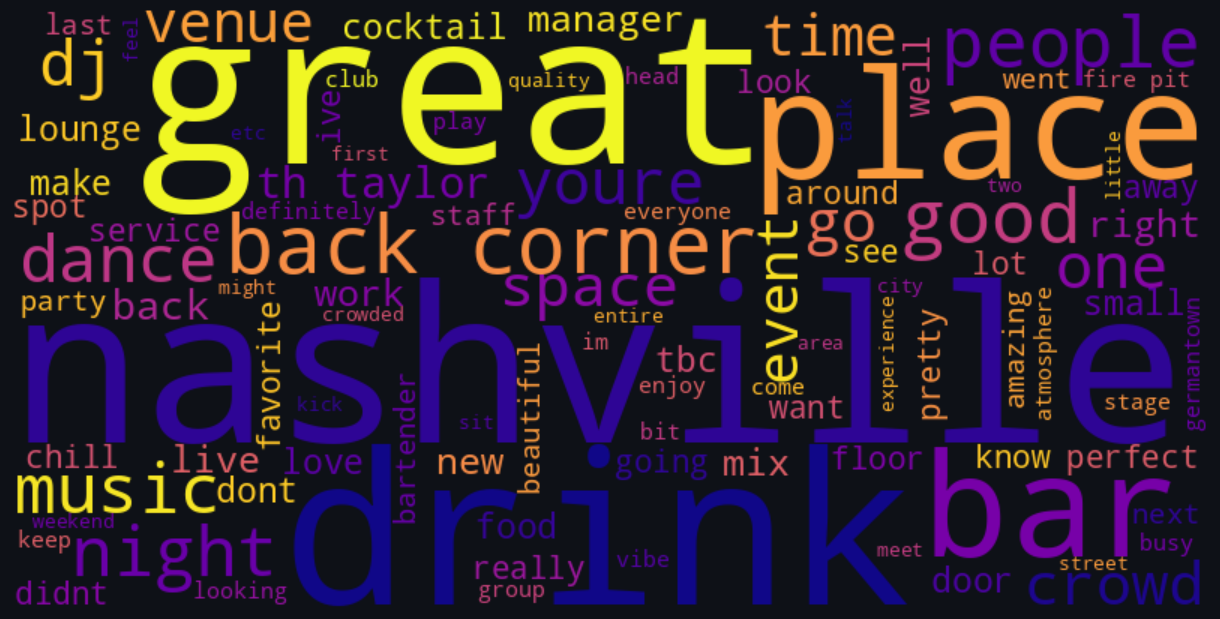 last
feel
venue
cocktail
manager
time
people
dj
great
club
quality
head
look
well
went
fire pit
place
lounge
etc
live
play
talk
first
little
make
th taylor
youre
around
two
away
spot
definitely
staff
everyone
go
good
right
service
dance
back
corner
event
see
lot
one
might
party
back
work
space
city
small
crowded
entire
nashville
favorite
im
tbc
area
experience
pretty
amazing
atmosphere
germantown
beautiful
enjoy
come
want
stage
kick
sit
bartender
bit
chill
live
love
new
going
mix
floor
know
perfect
music
dont
drink
bar
weekend
food
next
keep
night
vibe
meet
busy
really
street
didnt
looking
group
door
crowd